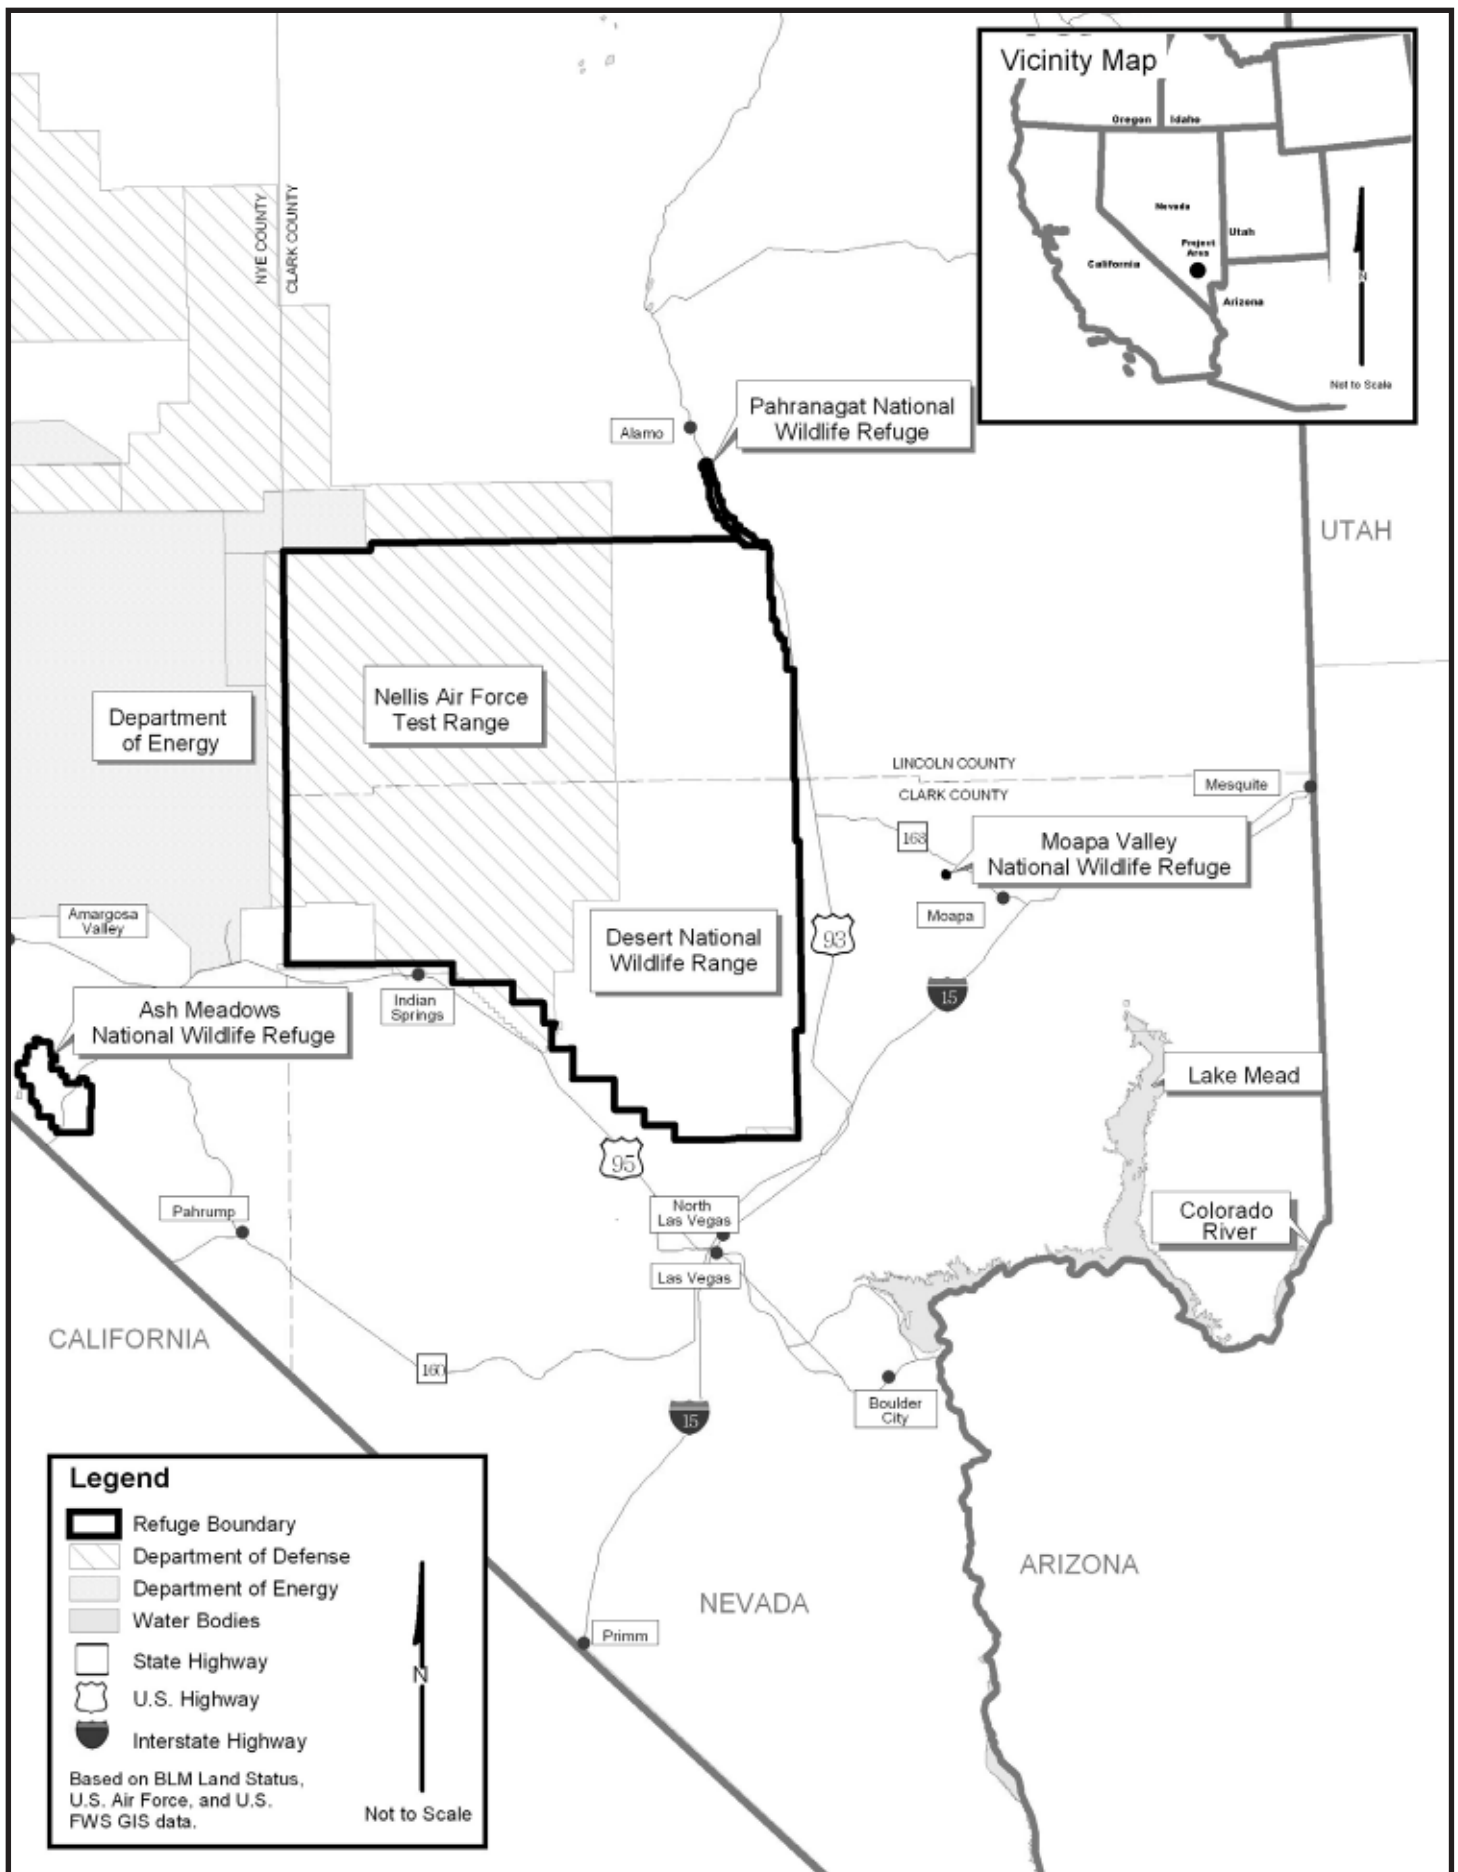 Vicinity Map
Oregon
Idaho
Nevada
Utah
Project
Area
California
Arizona
N
Not to Scale
NYE COUNTY
CLARK COUNTY
Pahranagat National
Wildlife Refuge
Alamo
UTAH
Nellis Air Force
Test Range
Department
of Energy
LINCOLN COUNTY
CLARK COUNTY
Mesquite
168
Moapa Valley
National Wildlife Refuge
Moapa
Amargosa
Valley
Desert National
Wildlife Range
93
15
Indian
Springs
Ash Meadows
National Wildlife Refuge
Lake Mead
95
Pahrump
North
Las Vegas
Las Vegas
Colorado
River
CALIFORNIA
160
15
Boulder
City
ARIZONA
NEVADA
Primm
Legend
Refuge Boundary
Department of Defense
Department of Energy
Water Bodies
State Highway
U.S. Highway
Interstate Highway
Based on BLM Land Status,
U.S. Air Force, and U.S.
FWS GIS data.
N
Not to Scale